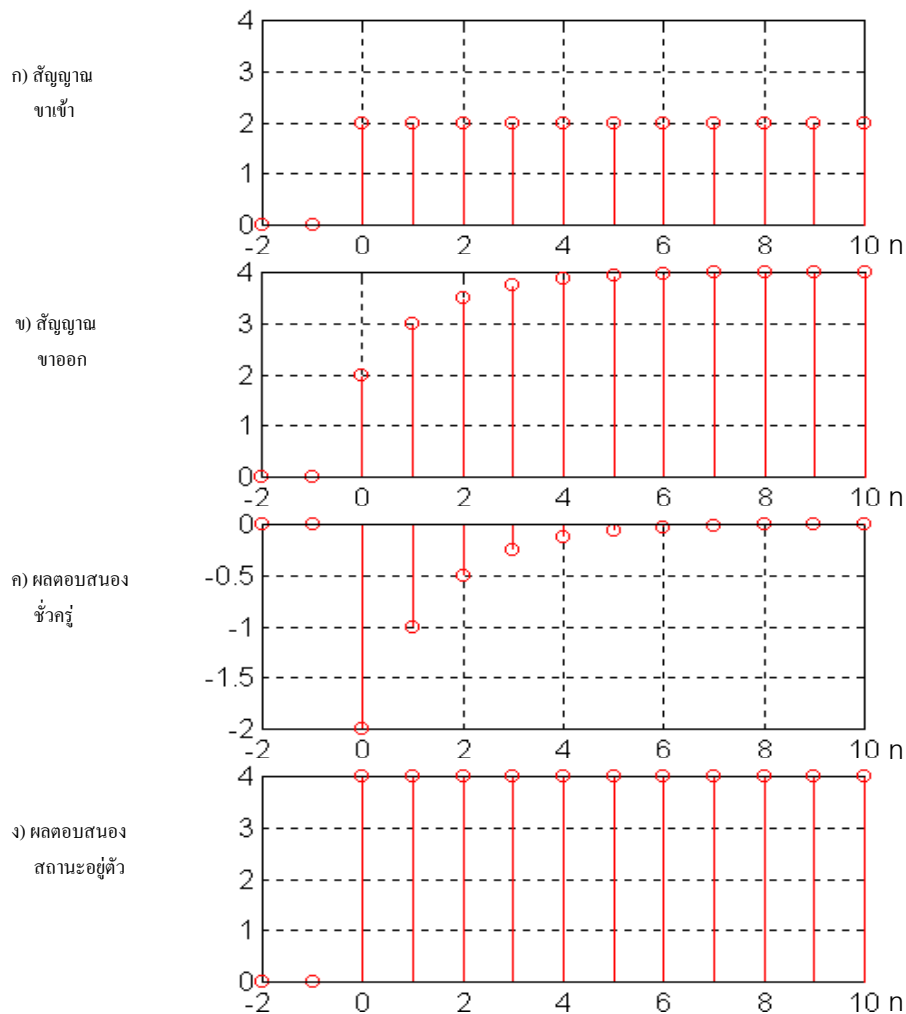 ก) สัญญาณ
ขาเข้า
4
3
2
1
0
-2 0 2 4 6 8 10 n
ข) สัญญาณ
ขาออก
4
3
2
1
0
-2 0 2 4 6 8 10 n
ค) ผลตอบสนอง
ชั่วครู่
0
-0.5
-1
-1.5
-2
-2 0 2 4 6 8 10 n
ง) ผลตอบสนอง
สถานะอยู่ตัว
4
3
2
1
0
-2 0 2 4 6 8 10 n